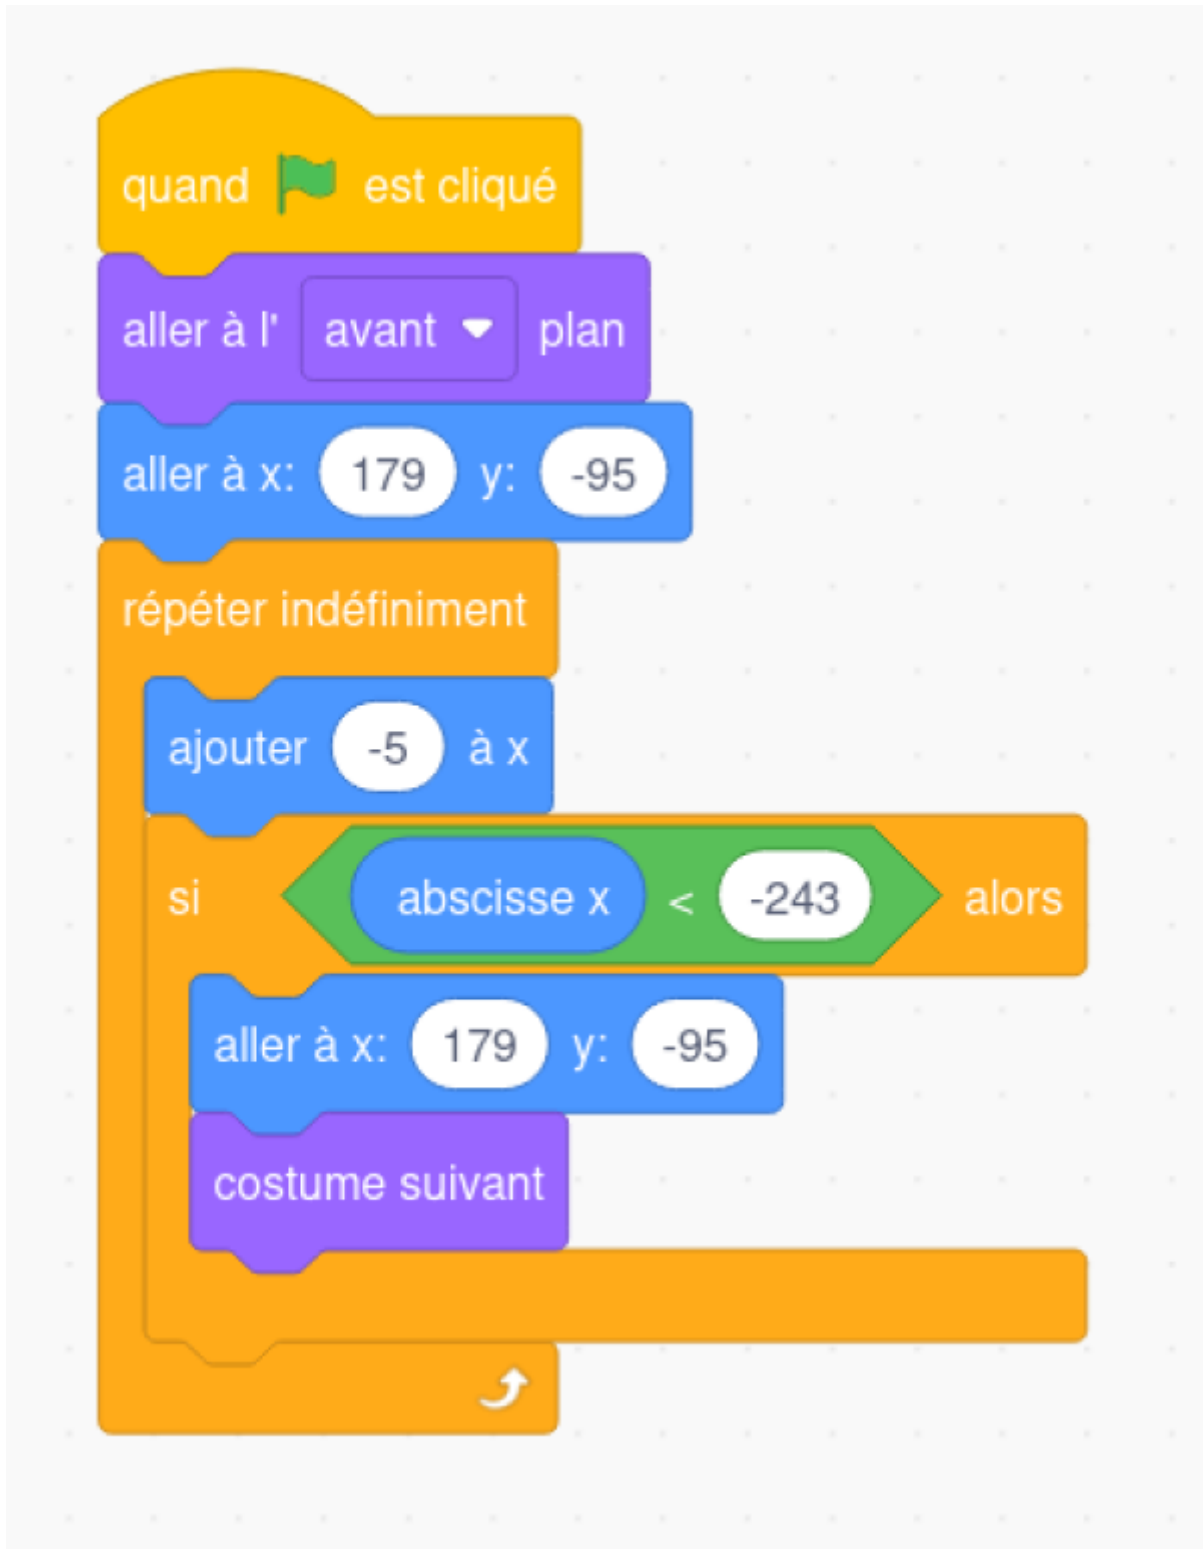 quand est cliqué
aller à l' avant plan
aller à x: 179 y: -95
répéter indéfiniment
ajouter -5 à x
si abscisse x < -243 alors
aller à x: 179 y: -95
costume suivant